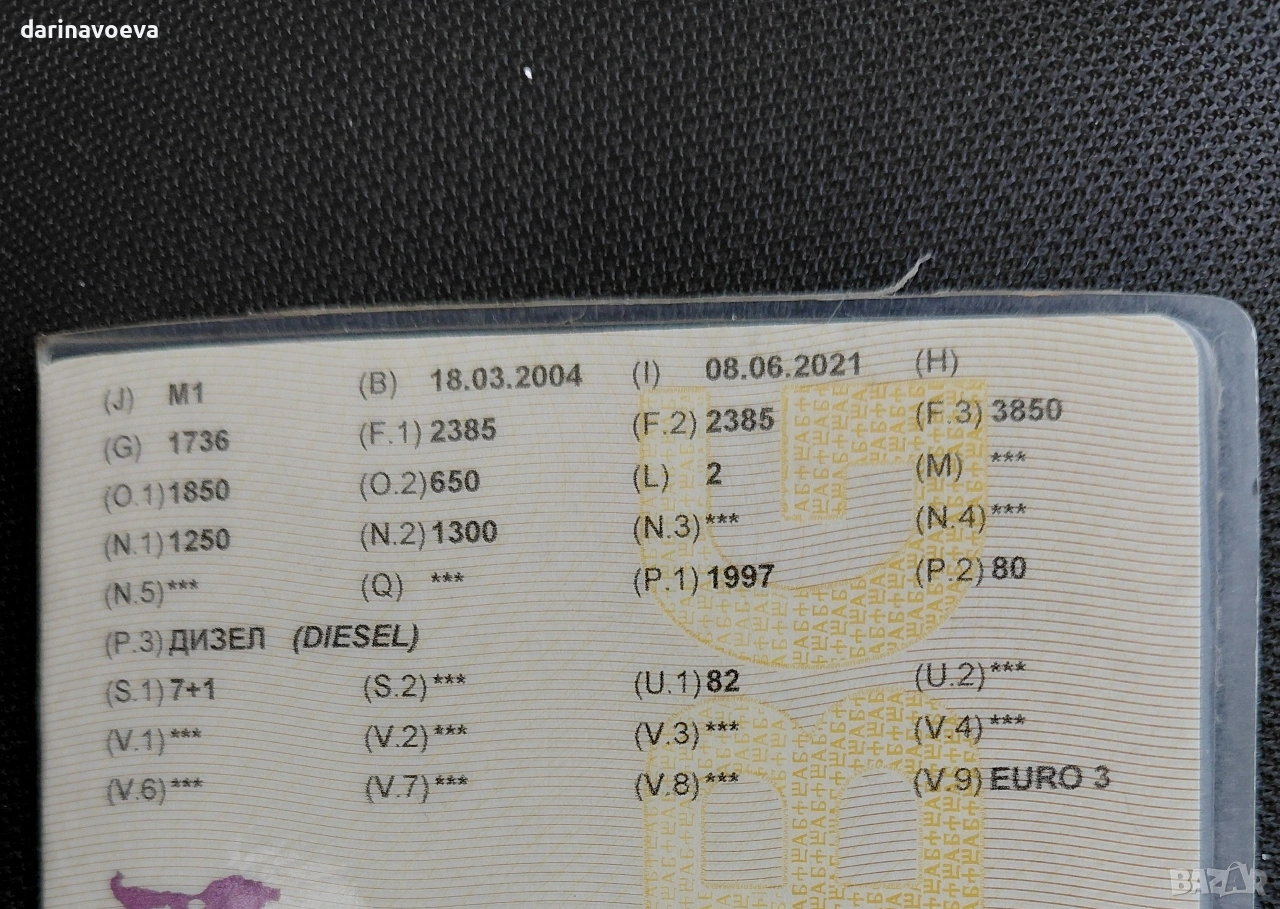 darinavoeva
(J) M1 (B) 18.03.2004 (I) 08.06.2021 (H)
(G) 1736 (F.1) 2385 (F.2) 2385 (F.3) 3850
(O.1) 1850 (O.2) 650 (L) 2 (M) ***
(N.1) 1250 (N.2) 1300 (N.3) *** (N.4) ***
(N.5) *** (Q) *** (P.1) 1997 (P.2) 80
(P.3) ДИЗЕЛ (DIESEL)
(S.1) 7+1 (S.2) *** (U.1) 82 (U.2) ***
(V.1) *** (V.2) *** (V.3) *** (V.4) ***
(V.6) *** (V.7) *** (V.8) *** (V.9) EURO 3
BAZAR